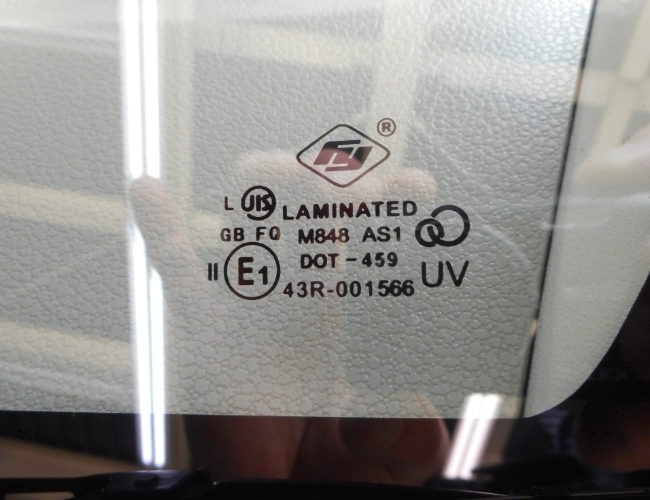 ®
L JIS LAMINATED
GB FQ M848 AS1
DOT-459
II E1 43R-001566 UV